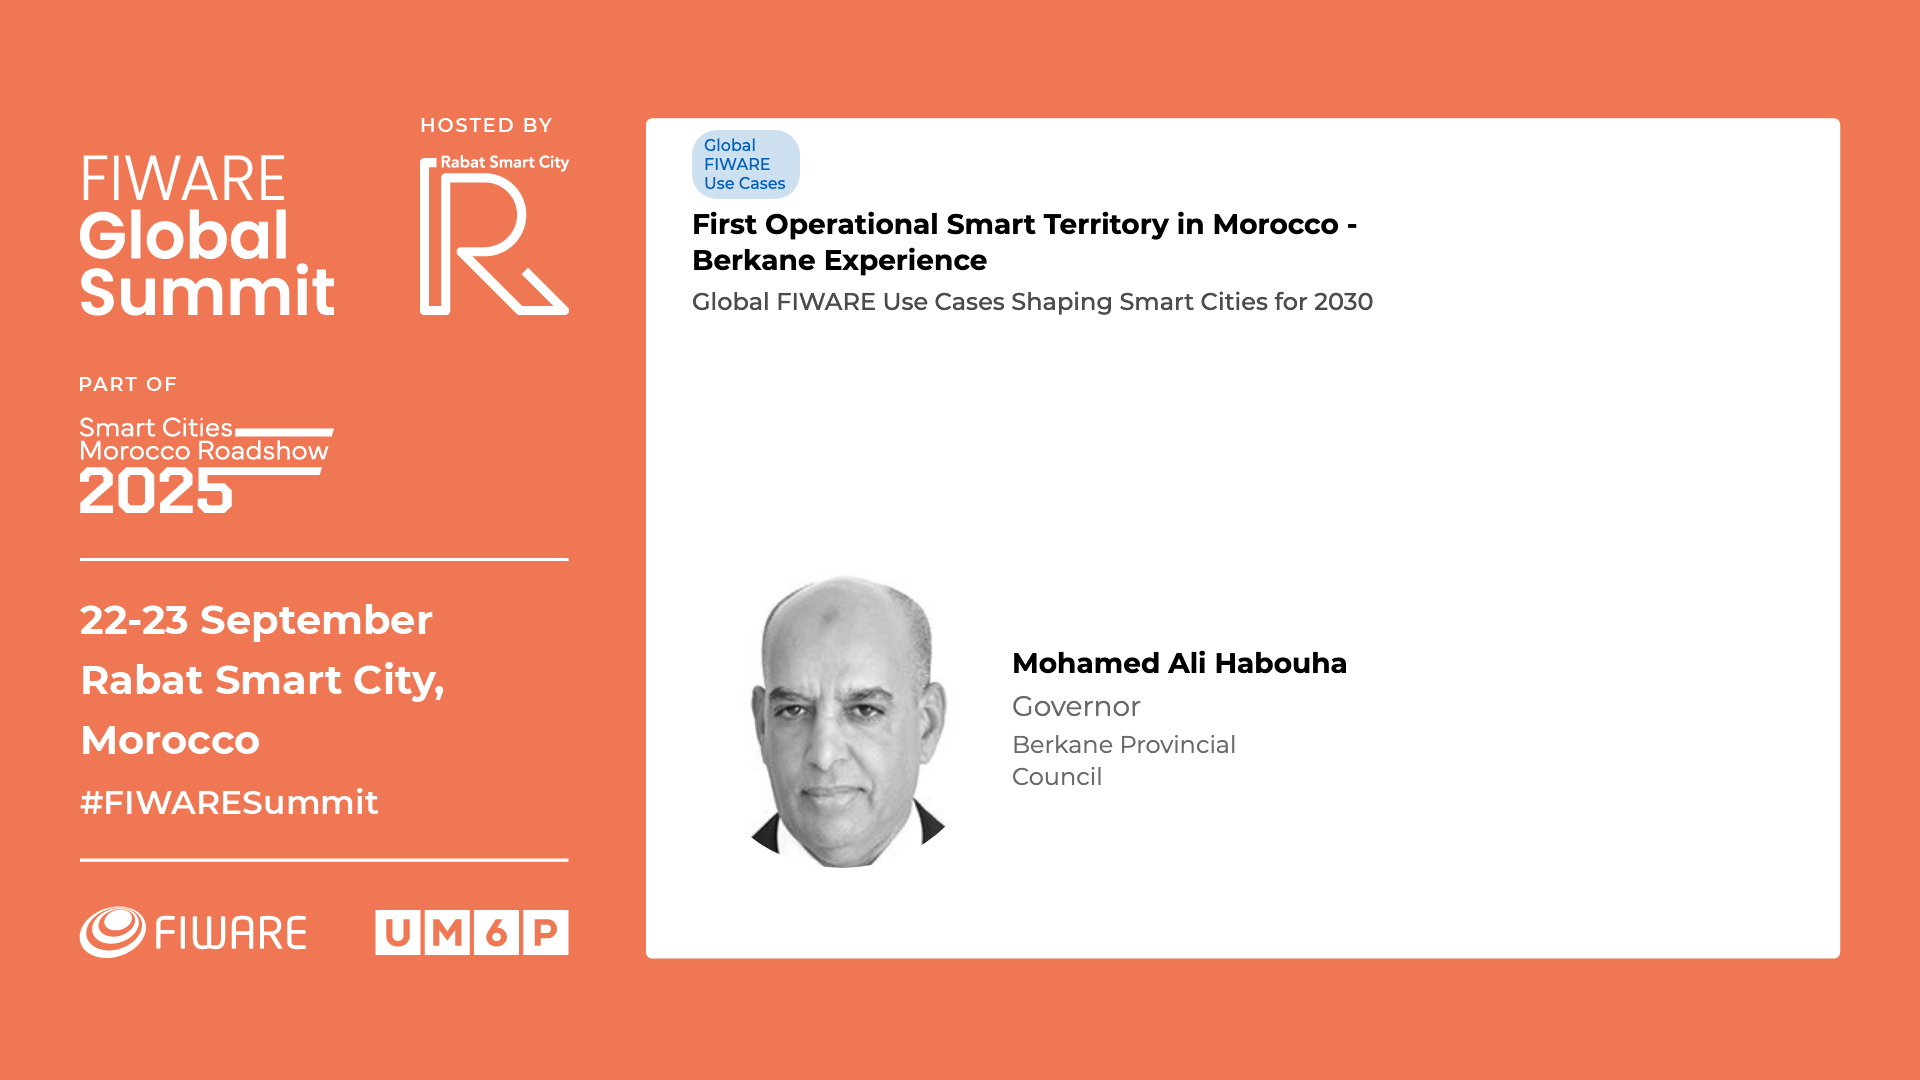 FIWARE
Global
Summit
HOSTED BY
Rabat Smart City
R
PART OF
Smart Cities
Morocco Roadshow
2025
22-23 September
Rabat Smart City,
Morocco
#FIWARESummit
FIWARE
UM6P
Global
FIWARE
Use Cases
First Operational Smart Territory in Morocco -
Berkane Experience
Global FIWARE Use Cases Shaping Smart Cities for 2030
Mohamed Ali Habouha
Governor
Berkane Provincial
Council